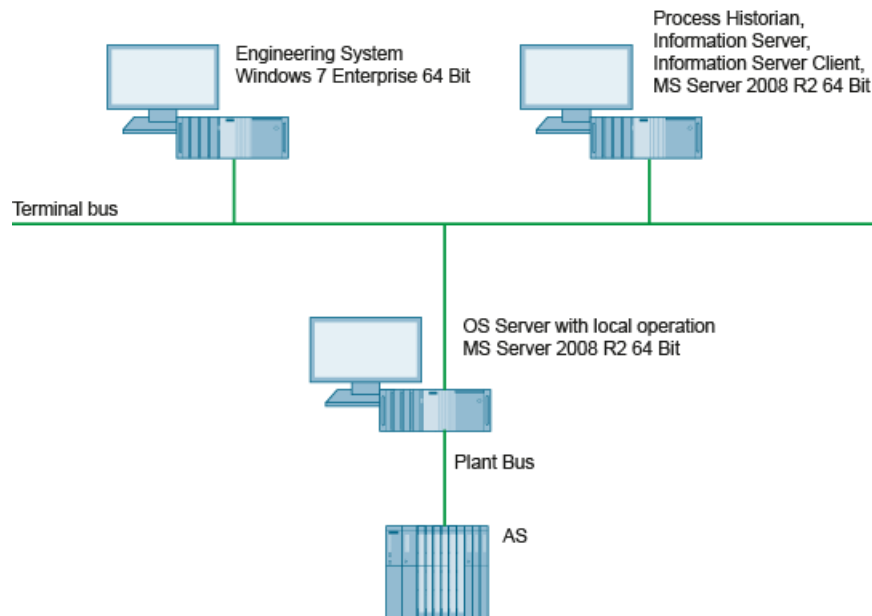 Engineering System
Windows 7 Enterprise 64 Bit
Process Historian,
Information Server,
Information Server Client,
MS Server 2008 R2 64 Bit
Terminal bus
OS Server with local operation
MS Server 2008 R2 64 Bit
Plant Bus
AS